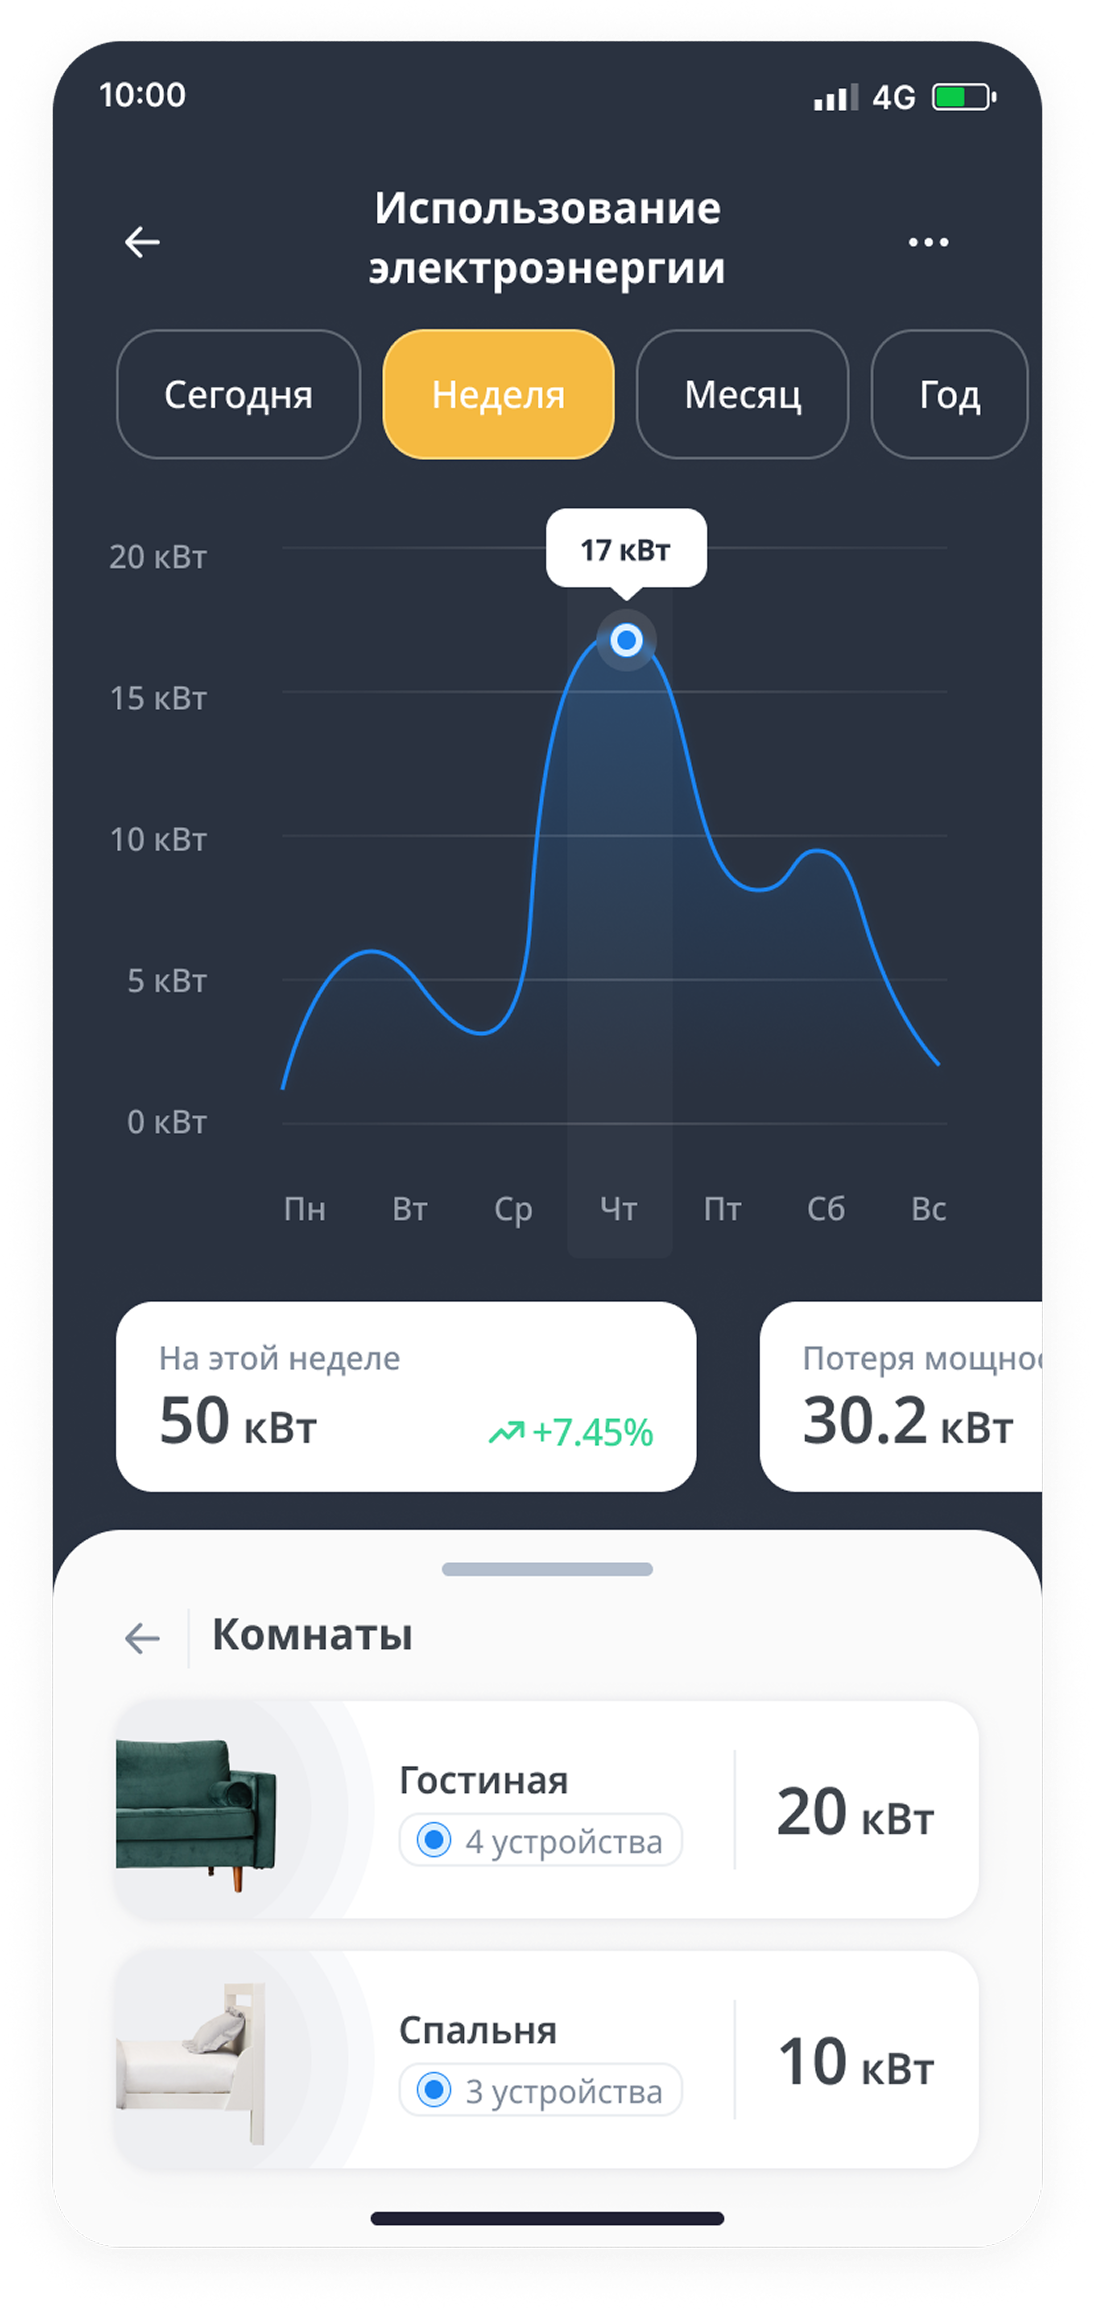 10:00
4G
Использование
электроэнергии
Сегодня
Неделя
Месяц
Год
17 кВт
20 кВт
15 кВт
10 кВт
5 кВт
0 кВт
Пн Вт Ср Чт Пт Сб Вс
На этой неделе
50 кВт
+7.45%
Потеря мощнос
30.2 кВт
Комнаты
Гостиная
4 устройства
20 кВт
Спальня
3 устройства
10 кВт